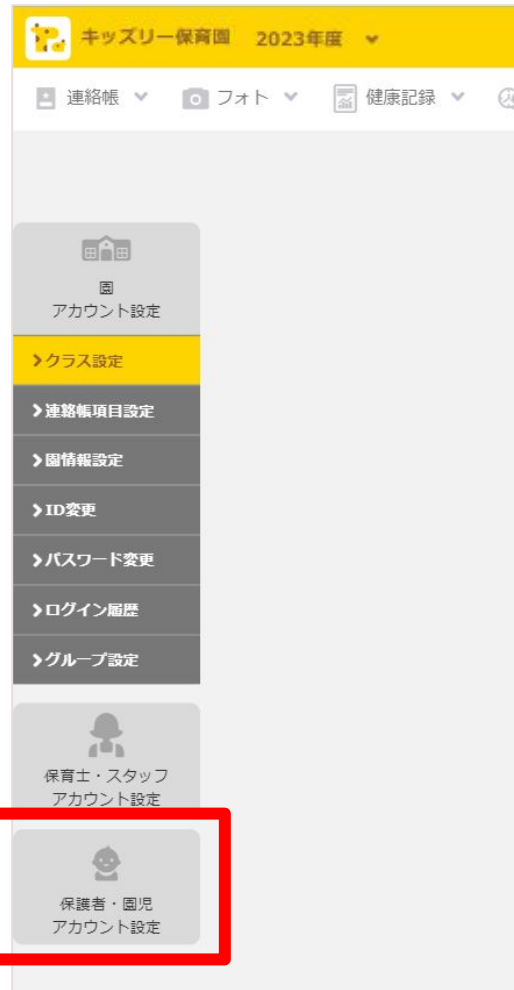 キッズリー保育園 2023年度
連絡帳 フォト 健康記録
園
アカウント設定
クラス設定
連絡帳項目設定
園情報設定
ID変更
パスワード変更
ログイン履歴
グループ設定
保育士・スタッフ
アカウント設定
保護者・園児
アカウント設定